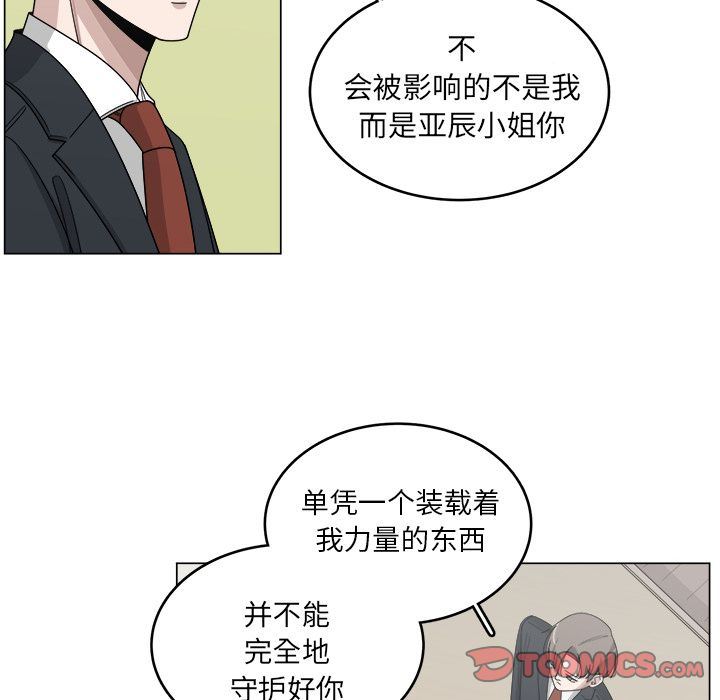 不
会被影响的不是我
而是亚辰小姐你
单凭一个装载着
我力量的东西
并不能
完全地
守护好你
TOOMICS.COM